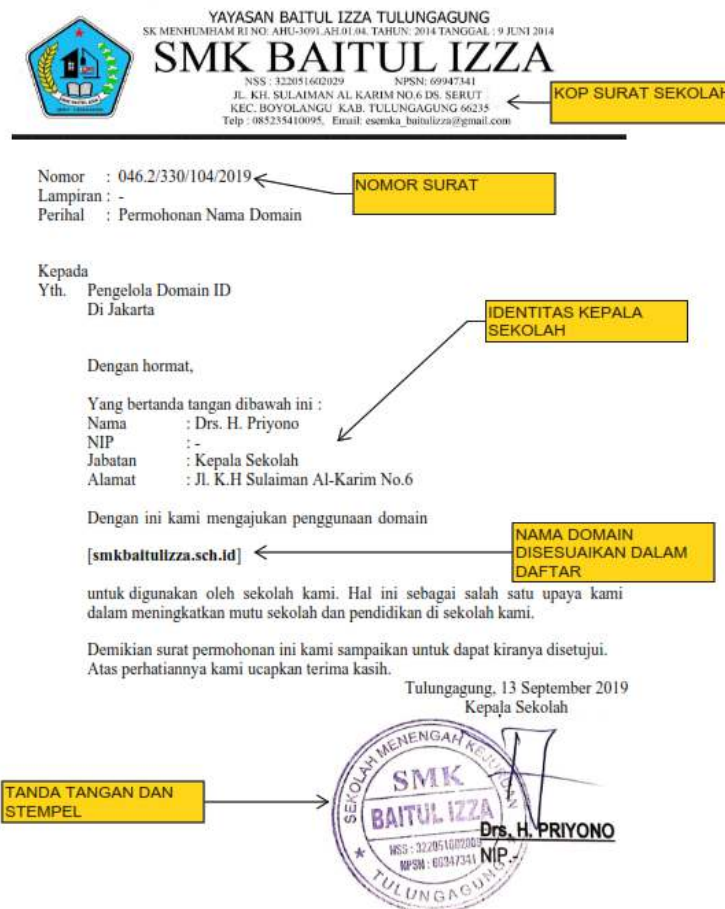 YAYASAN BAITUL IZZA TULUNGAGUNG
SK MENHUMHAM RI NO: AHU-3091.AH.01.04. TAHUN: 2014 TANGGAL : 9 JUNI 2014
SMK BAITUL IZZA
NSS : 322051602029 NPSN; 69947341
JL. KH. SULAIMAN AL KARIM NO.6 DS. SERUT
KEC. BOYOLANGU KAB. TULUNGAGUNG 66235
Telp : 085235410095, Email: esemka_baitulizza@gmail.com
KOP SURAT SEKOLAH
Nomor : 046.2/330/104/2019
NOMOR SURAT
Lampiran : -
Perihal : Permohonan Nama Domain
Kepada
Yth. Pengelola Domain ID
Di Jakarta
IDENTITAS KEPALA
SEKOLAH
Dengan hormat,
Yang bertanda tangan dibawah ini :
Nama : Drs. H. Priyono
NIP : -
Jabatan : Kepala Sekolah
Alamat : Jl. K.H Sulaiman Al-Karim No.6
Dengan ini kami mengajukan penggunaan domain
[smkbaitulizza.sch.id]
NAMA DOMAIN
DISESUAIKAN DALAM
DAFTAR
untuk digunakan oleh sekolah kami. Hal ini sebagai salah satu upaya kami
dalam meningkatkan mutu sekolah dan pendidikan di sekolah kami.
Demikian surat permohonan ini kami sampaikan untuk dapat kiranya disetujui.
Atas perhatiannya kami ucapkan terima kasih.
Tulungagung, 13 September 2019
Kepala Sekolah
TANDA TANGAN DAN
STEMPEL
SEKOLAH MENENGAH KEJURUAN
SMK
BAITUL IZZA
TULUNGAGUNG
Drs. H. PRIYONO
NIP.-